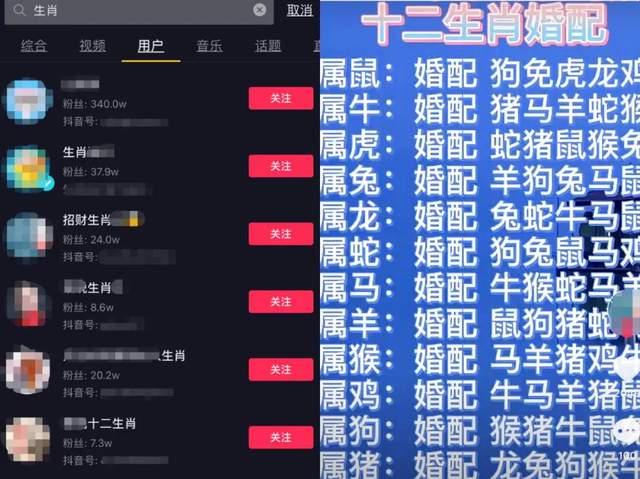 生肖
取消
综合
视频
用户
音乐
话题
粉丝: 340.0w
抖音号:
关注
生肖
粉丝: 37.9w
关注
招财生肖
粉丝: 24.0w
抖音号:
关注
生肖
粉丝: 8.6w
抖音号:
关注
生肖
粉丝: 20.2w
抖音号:
关注
十二生肖
粉丝: 7.3w
抖音号:
关注
十二生肖婚配
属鼠：婚配 狗兔虎龙鸡
属牛：婚配 猪马羊蛇猴
属虎：婚配 蛇猪鼠猴兔
属兔：婚配 羊狗兔马鼠
属龙：婚配 兔蛇牛马鼠
属蛇：婚配 狗兔鼠马鸡
属马：婚配 牛猴蛇马羊
属羊：婚配 鼠狗猪蛇
属猴：婚配 马羊猪鸡牛
属鸡：婚配 牛马羊猪鼠
属狗：婚配 猴猪牛鼠兔
属猪：婚配 龙兔狗猴
100